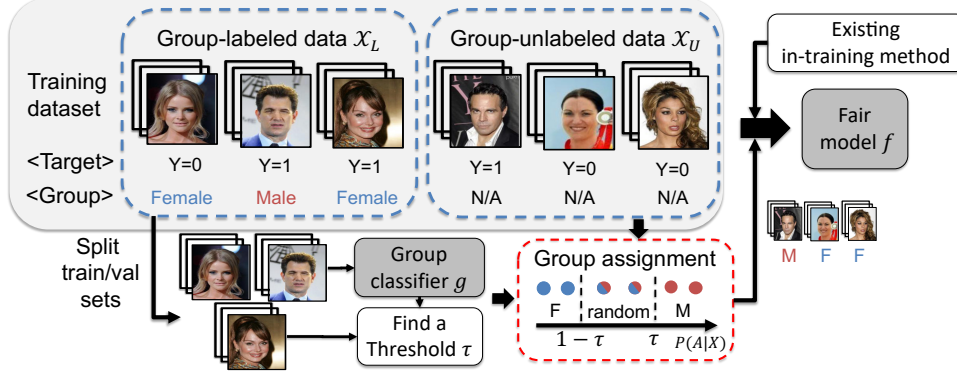 Group-labeled data 𝒳_L
Group-unlabeled data 𝒳_U
Existing
in-training method
Training
dataset
Fair
model f
<Target>
Y=0
Y=1
Y=1
Y=1
Y=0
Y=0
<Group>
Female
Male
Female
N/A
N/A
N/A
M
F
F
Split
train/val
sets
Group
classifier g
Find a
Threshold τ
Group assignment
F
random
M
1 − τ
τ
P(A|X)